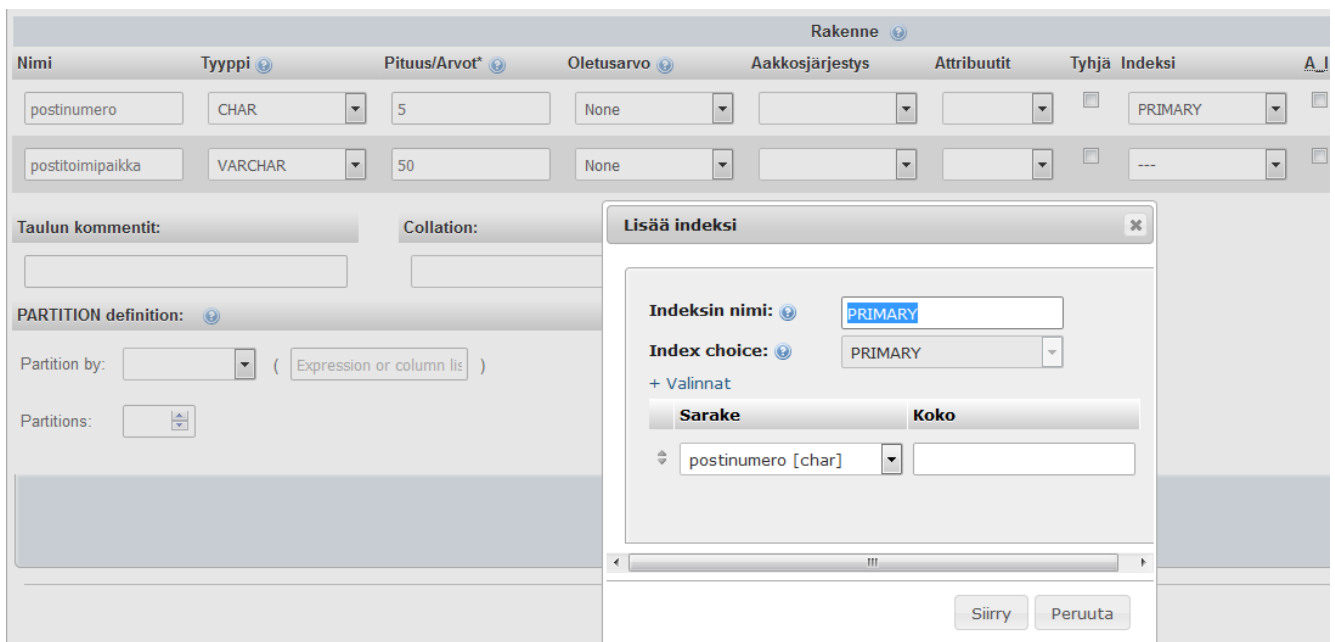 Rakenne
Nimi Tyyppi Pituus/Arvot* Oletusarvo Aakkosjärjestys Attribuutit Tyhjä Indeksi A_I
postinumero CHAR 5 None PRIMARY
postitoimipaikka VARCHAR 50 None ---
Taulun kommentit: Collation:
PARTITION definition:
Partition by: ( Expression or column lis )
Partitions:
Lisää indeksi
Indeksin nimi: PRIMARY
Index choice: PRIMARY
+ Valinnat
Sarake Koko
postinumero [char]
Siirry Peruuta